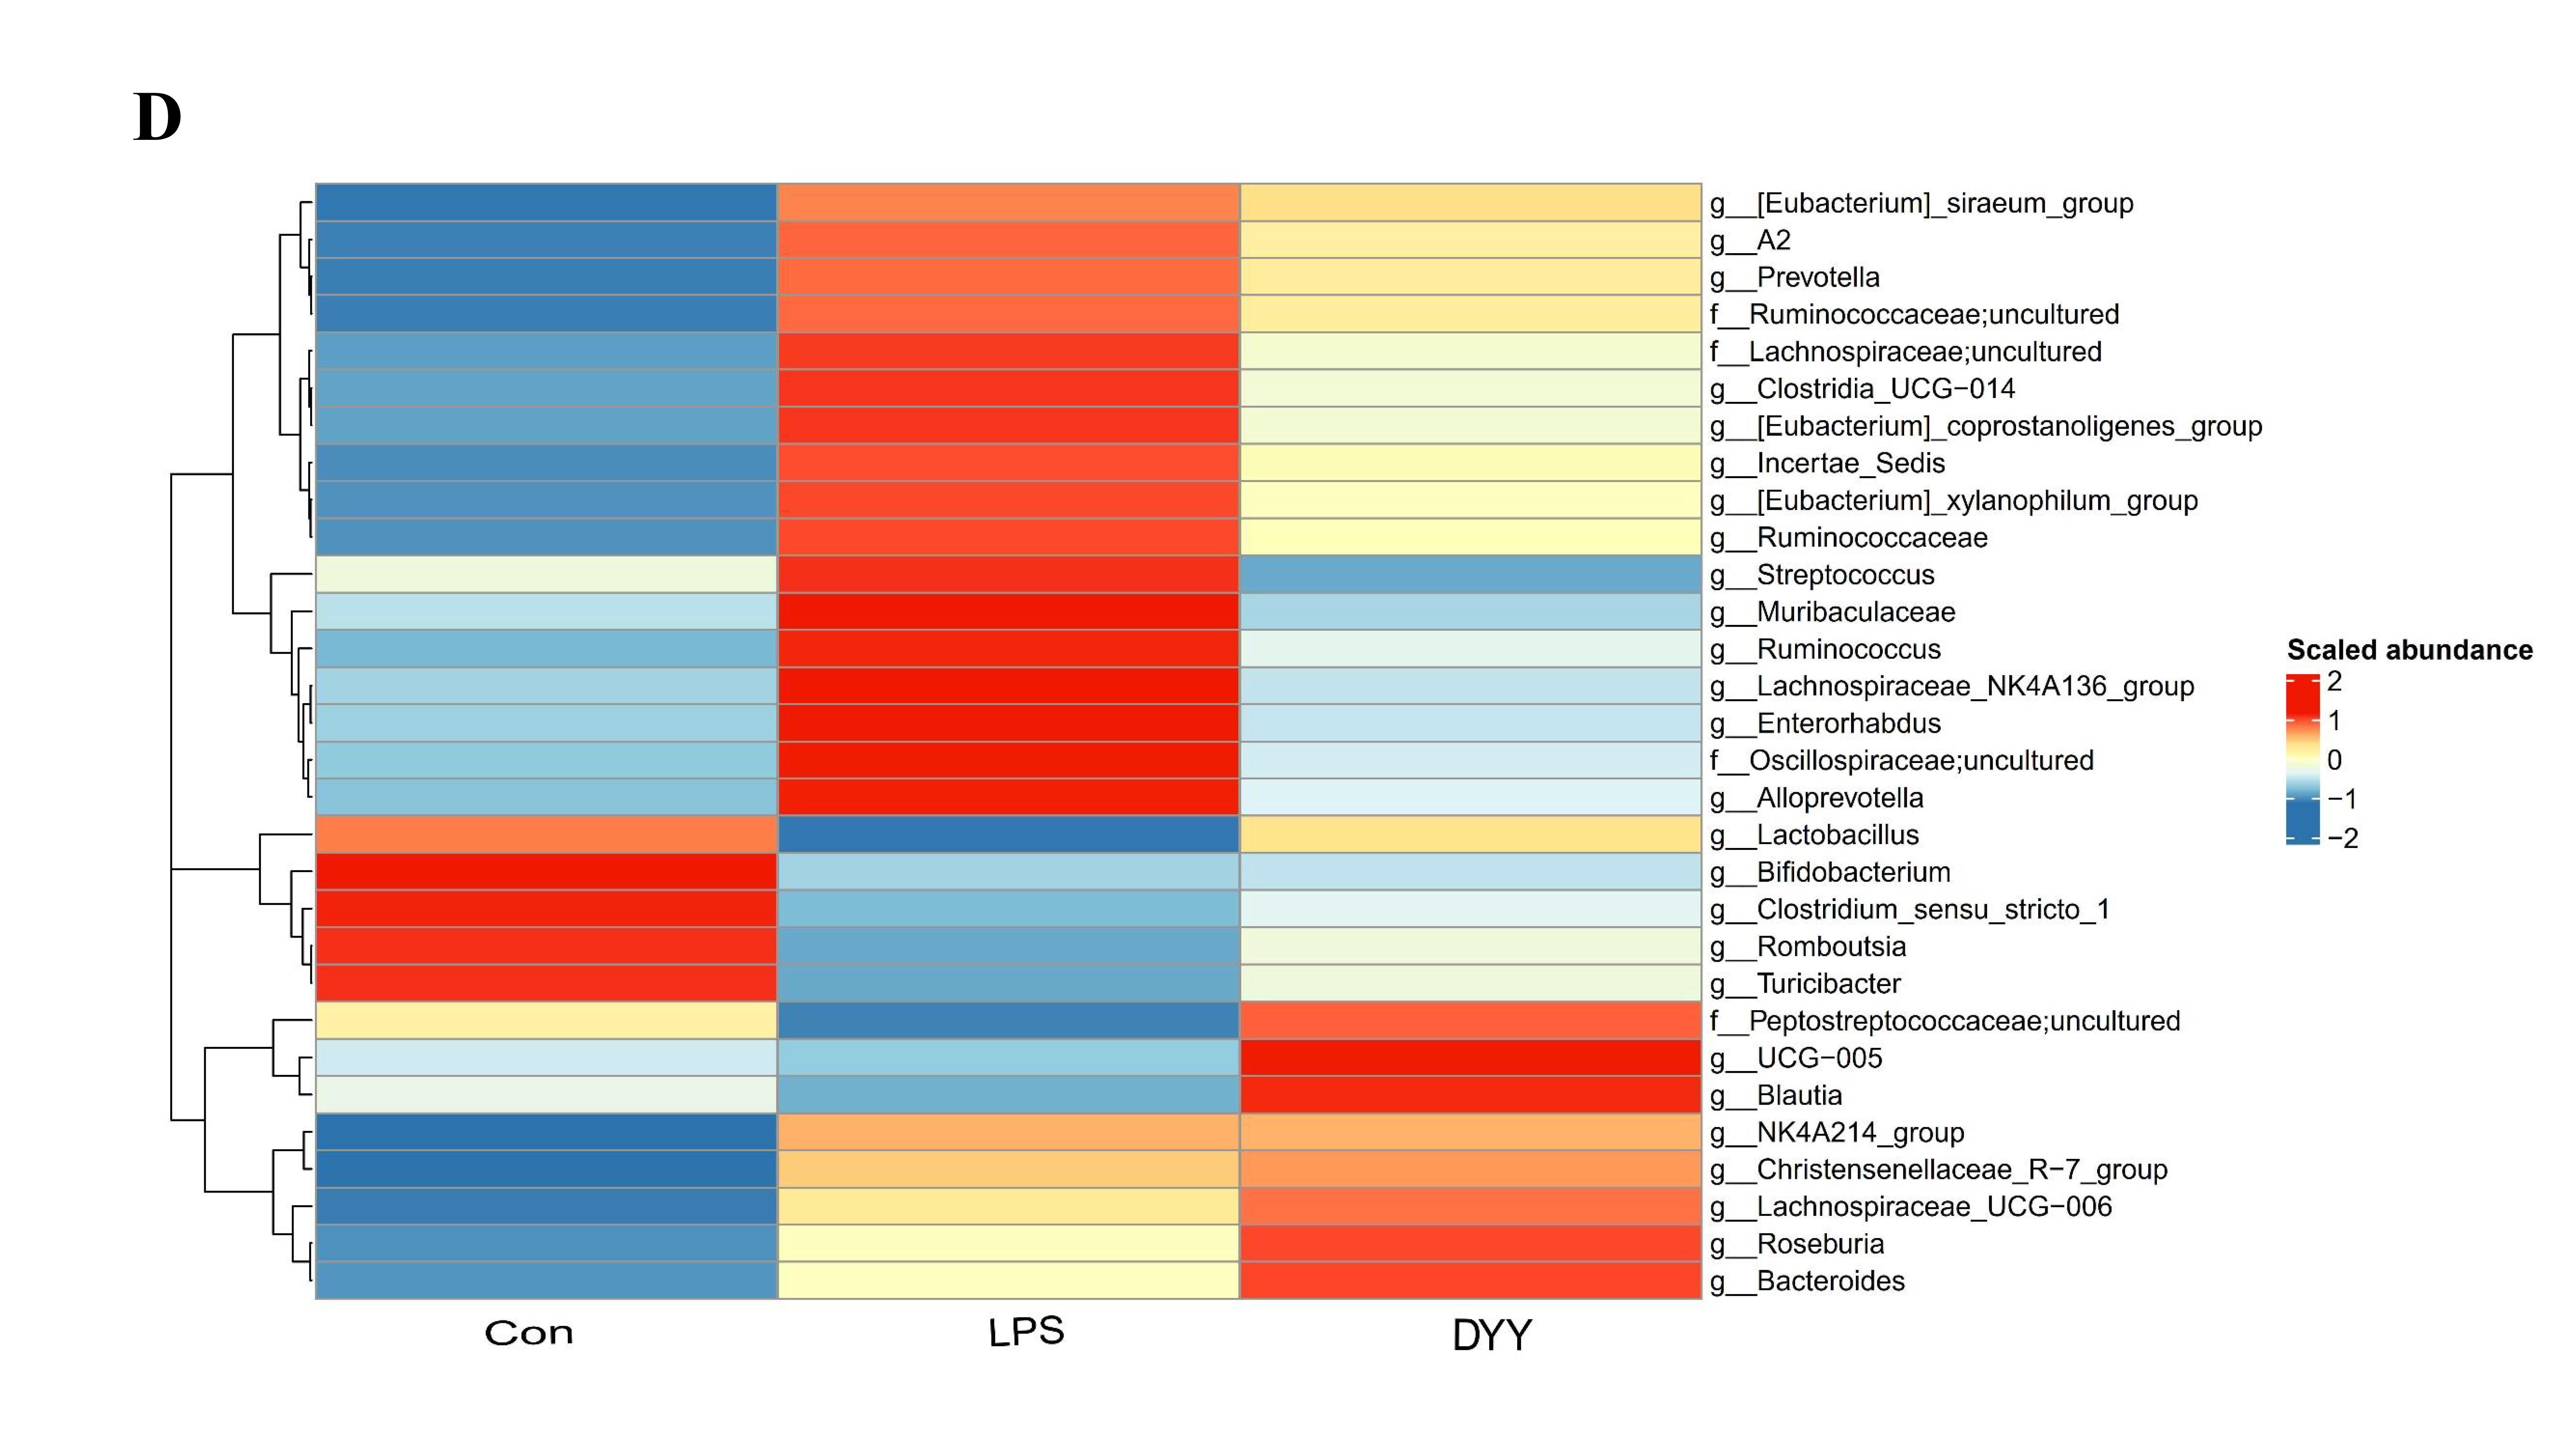 D
g__[Eubacterium]_siraeum_group
g__A2
g__Prevotella
f__Ruminococcaceae;uncultured
f__Lachnospiraceae;uncultured
g__Clostridia_UCG−014
g__[Eubacterium]_coprostanoligenes_group
g__Incertae_Sedis
g__[Eubacterium]_xylanophilum_group
g__Ruminococcaceae
g__Streptococcus
g__Muribaculaceae
g__Ruminococcus
g__Lachnospiraceae_NK4A136_group
g__Enterorhabdus
f__Oscillospiraceae;uncultured
g__Alloprevotella
g__Lactobacillus
g__Bifidobacterium
g__Clostridium_sensu_stricto_1
g__Romboutsia
g__Turicibacter
f__Peptostreptococcaceae;uncultured
g__UCG−005
g__Blautia
g__NK4A214_group
g__Christensenellaceae_R−7_group
g__Lachnospiraceae_UCG−006
g__Roseburia
g__Bacteroides
Scaled abundance
2
1
0
−1
−2
Con LPS DYY